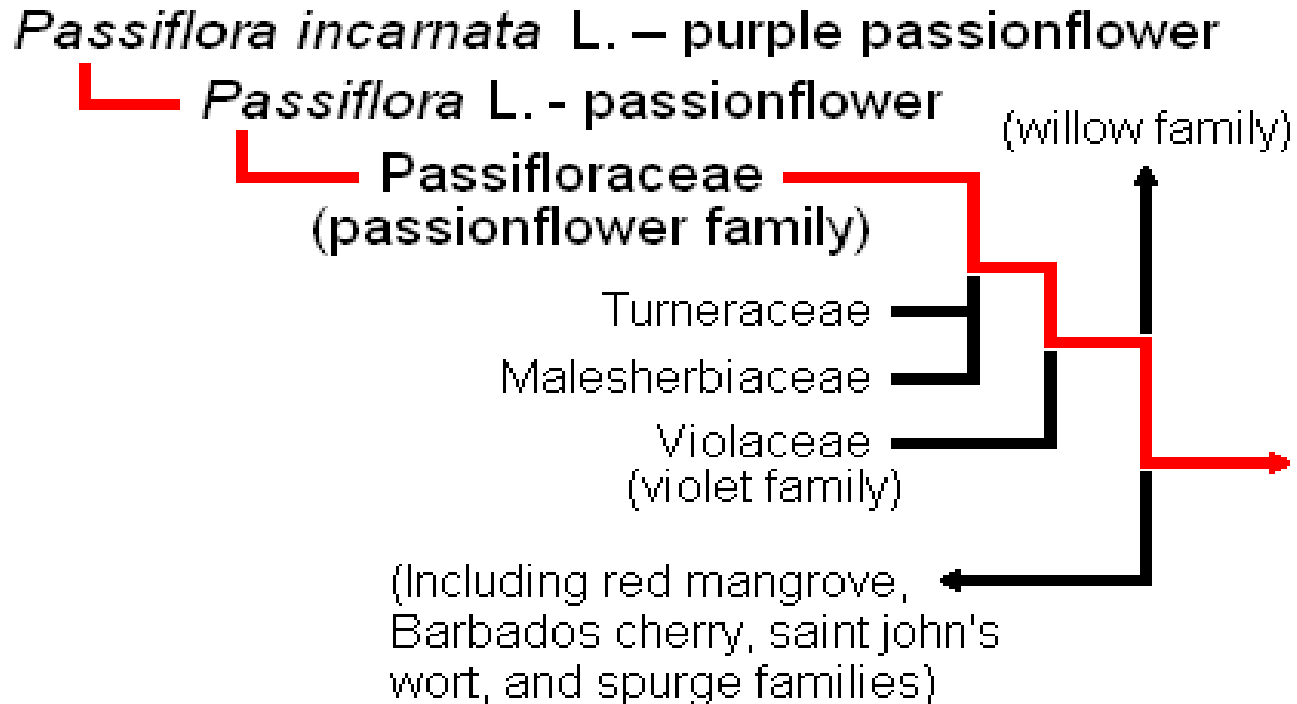 Passiflora incarnata L. – purple passionflower
Passiflora L. - passionflower
(willow family)
Passifloraceae
(passionflower family)
Turneraceae
Malesherbiaceae
Violaceae
(violet family)
(Including red mangrove,
Barbados cherry, saint john's
wort, and spurge families)